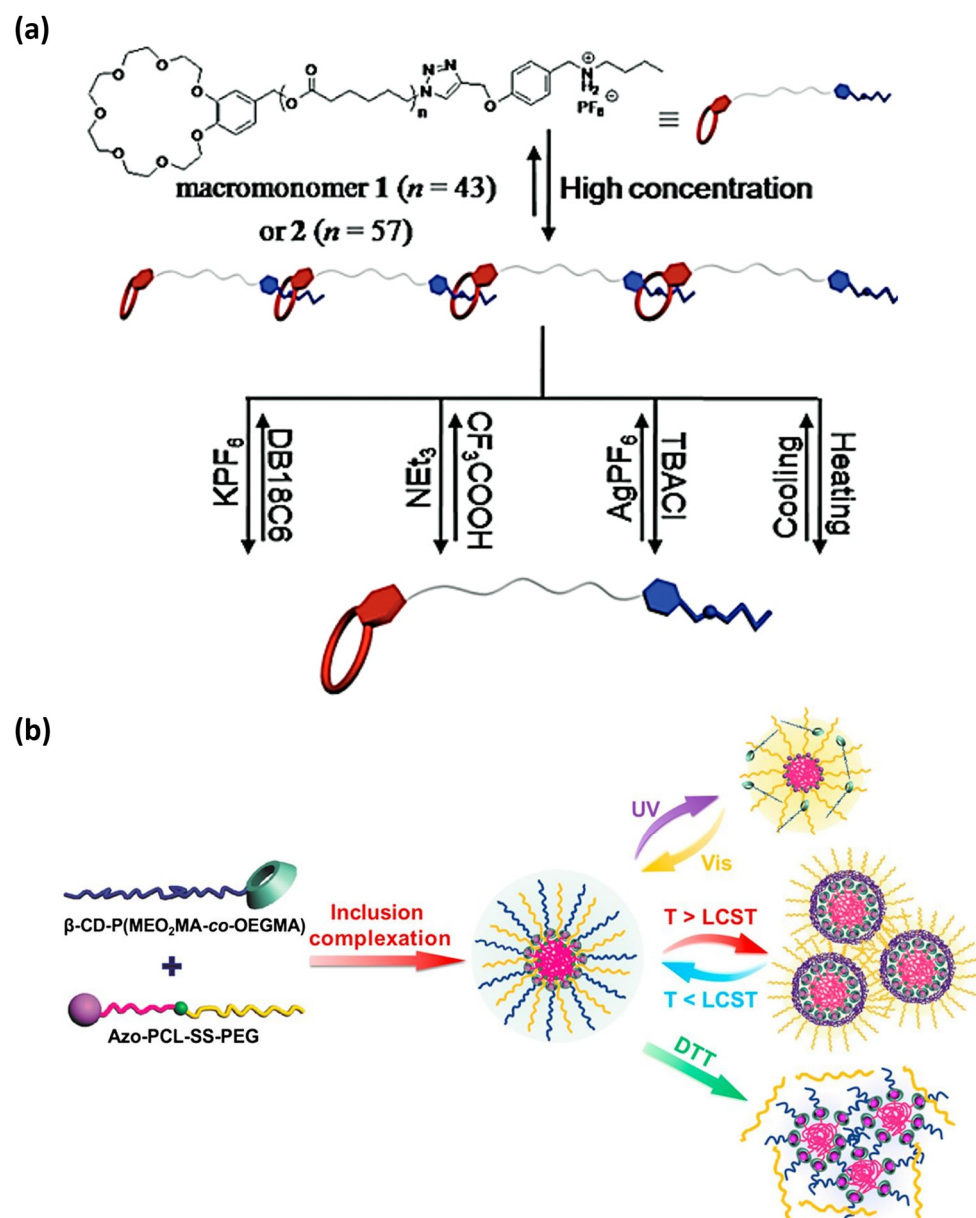 (a)
O
O
O
O
O
O
O
O
O
O
n
N
N
N
O
⊕
N
H₂
PF₆
⊖
≡
macromonomer 1 (n = 43)
or 2 (n = 57)
High concentration
KPF₆
DB18C6
NEt₃
CF₃COOH
AgPF₆
TBACl
Cooling
Heating
(b)
β-CD-P(MEO₂MA-co-OEGMA)
+
Azo-PCL-SS-PEG
Inclusion
complexation
UV
Vis
T > LCST
T < LCST
DTT